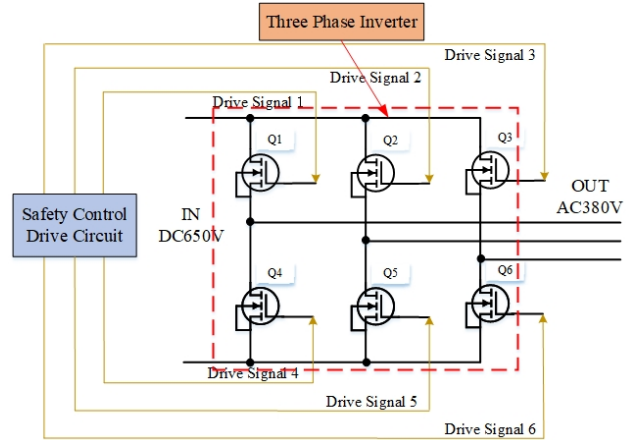 Three Phase Inverter
Drive Signal 3
Drive Signal 2
Drive Signal 1
Q1
Q2
Q3
Safety Control
Drive Circuit
IN
DC650V
OUT
AC380V
Q4
Q5
Q6
Drive Signal 4
Drive Signal 5
Drive Signal 6